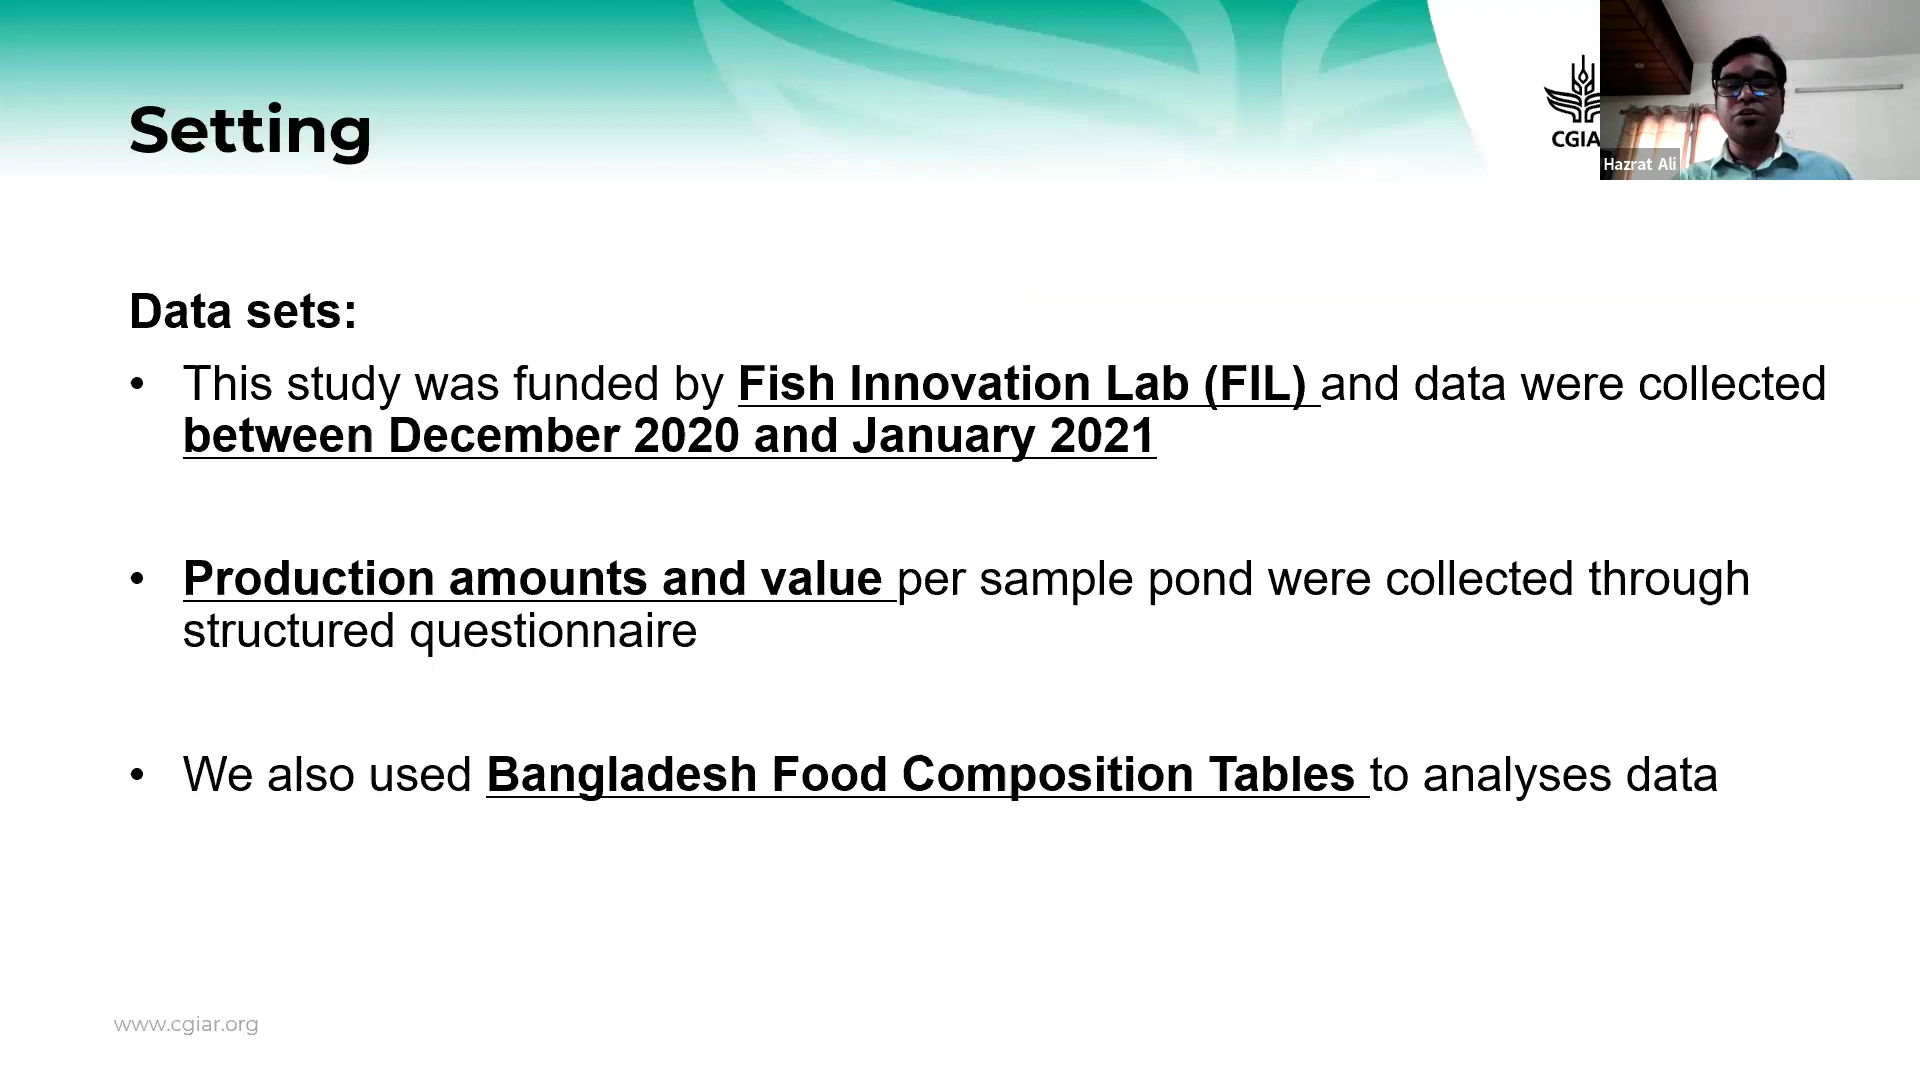 Setting
CGIA
Hazrat Ali
Data sets:
• This study was funded by Fish Innovation Lab (FIL) and data were collected
between December 2020 and January 2021
• Production amounts and value per sample pond were collected through
structured questionnaire
• We also used Bangladesh Food Composition Tables to analyses data
www.cgiar.org